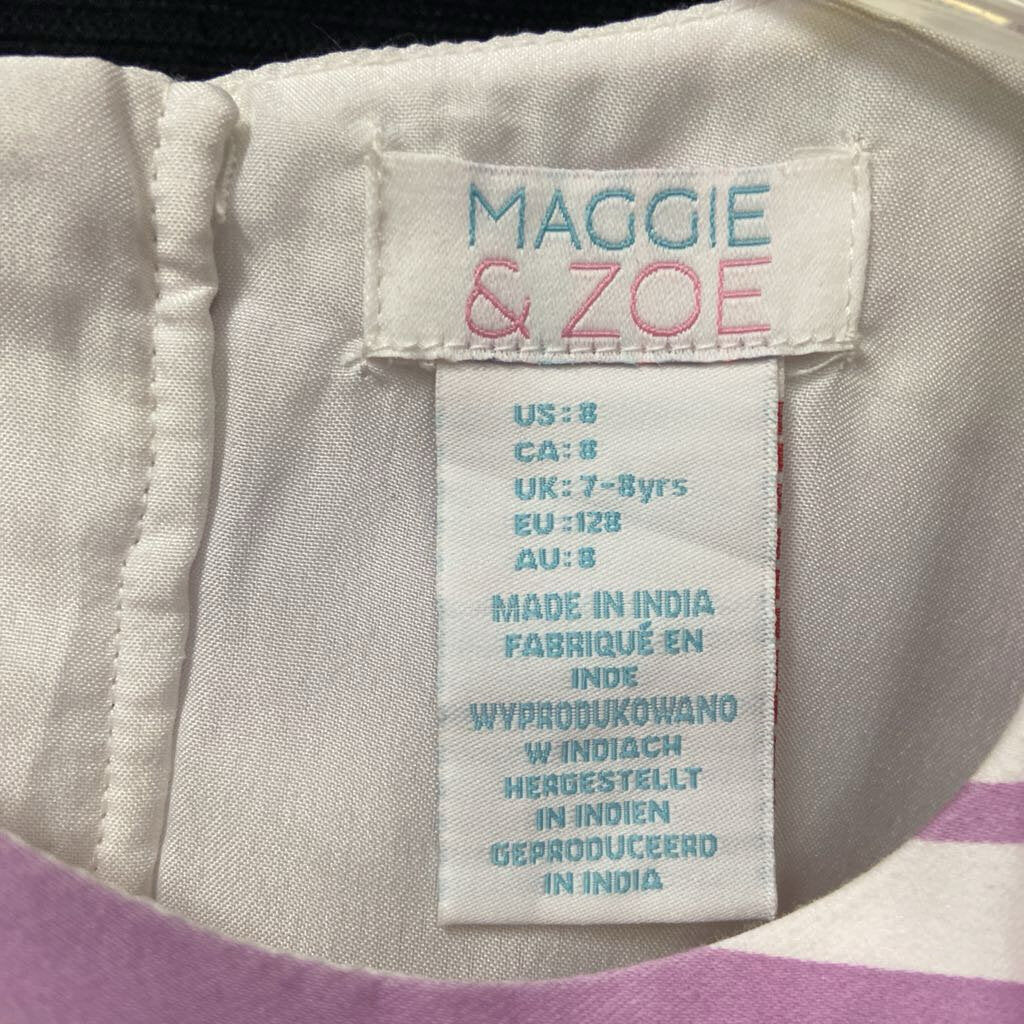 MAGGIE
& ZOE
US: 8
CA: 8
UK: 7-8yrs
EU: 128
AU: 8
MADE IN INDIA
FABRIQUÉ EN
INDE
WYPRODUKOWANO
W INDIACH
HERGESTELLT
IN INDIEN
GEPRODUCEERD
IN INDIA